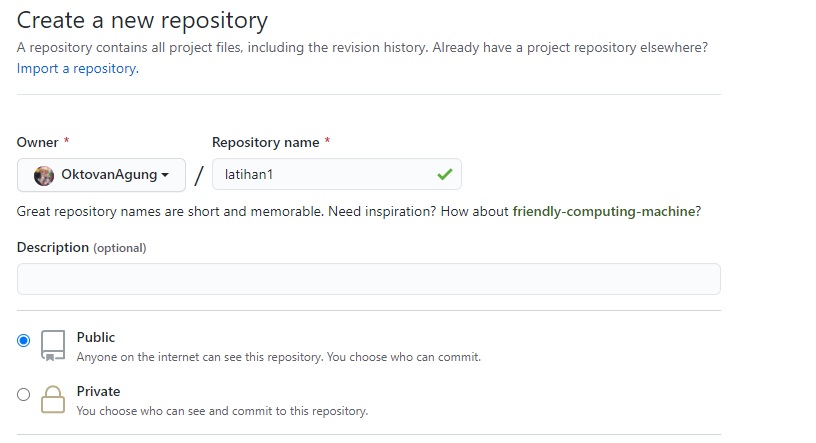 Create a new repository
A repository contains all project files, including the revision history. Already have a project repository elsewhere?
Import a repository.
Owner *
Repository name *
OktovanAgung
/
latihan1
Great repository names are short and memorable. Need inspiration? How about friendly-computing-machine?
Description (optional)
Public
Anyone on the internet can see this repository. You choose who can commit.
Private
You choose who can see and commit to this repository.